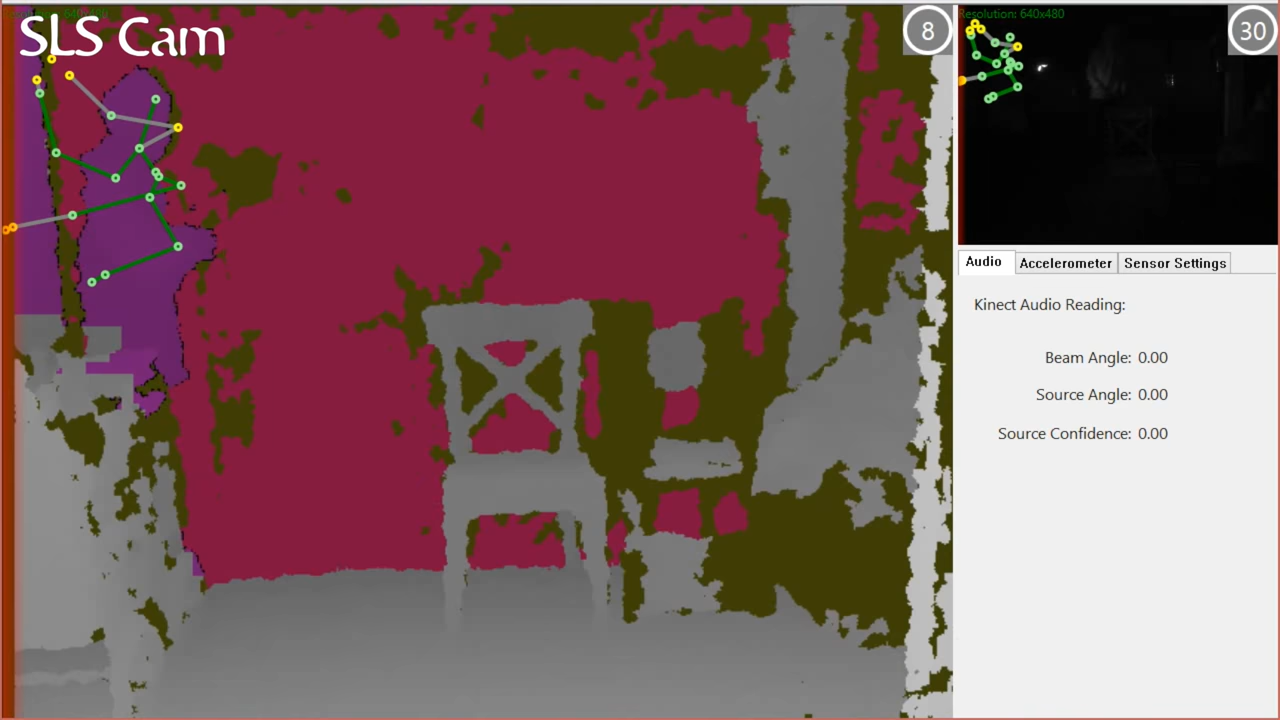 SLS Cam
8
Resolution: 640x480
30
Audio
Accelerometer
Sensor Settings
Kinect Audio Reading:
Beam Angle: 0.00
Source Angle: 0.00
Source Confidence: 0.00